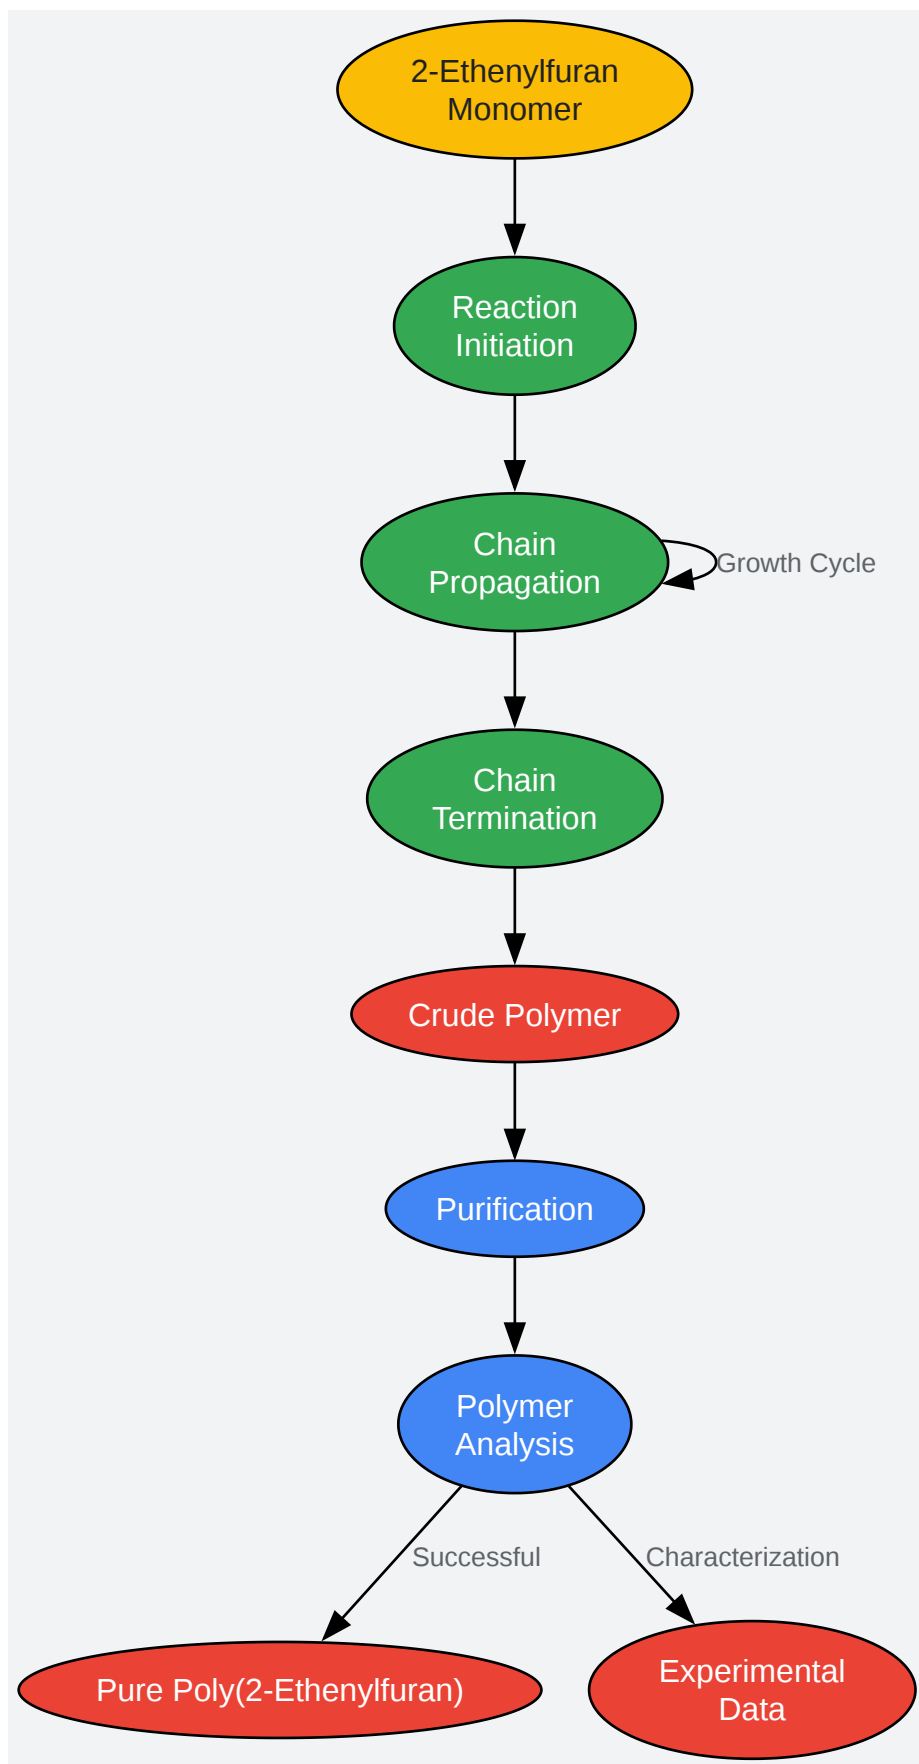 2-Ethenylfuran
Monomer
Reaction
Initiation
Chain
Propagation
Growth Cycle
Chain
Termination
Crude Polymer
Purification
Polymer
Analysis
Successful
Characterization
Pure Poly(2-Ethenylfuran)
Experimental
Data